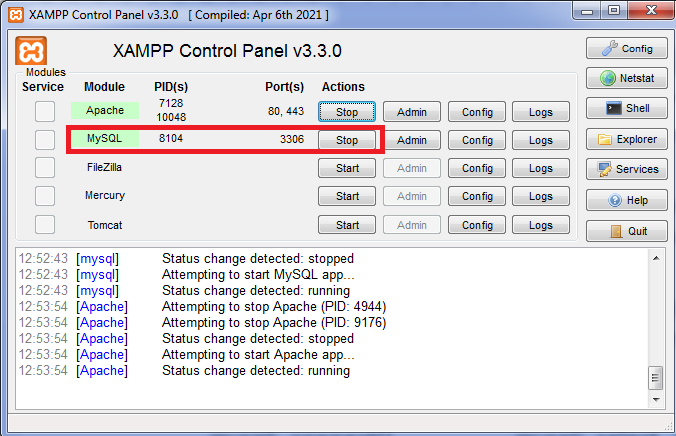 XAMPP Control Panel v3.3.0 [ Compiled: Apr 6th 2021 ]
XAMPP Control Panel v3.3.0
Config
Modules
Service Module PID(s) Port(s) Actions
Netstat
Apache 7128 10048 80, 443 Stop Admin Config Logs
Shell
MySQL 8104 3306 Stop Admin Config Logs
Explorer
FileZilla Start Admin Config Logs
Services
Mercury Start Admin Config Logs
Help
Tomcat Start Admin Config Logs
Quit
12:52:43 [mysql] Status change detected: stopped
12:52:43 [mysql] Attempting to start MySQL app...
12:52:43 [mysql] Status change detected: running
12:53:54 [Apache] Attempting to stop Apache (PID: 4944)
12:53:54 [Apache] Attempting to stop Apache (PID: 9176)
12:53:54 [Apache] Status change detected: stopped
12:53:54 [Apache] Attempting to start Apache app...
12:53:54 [Apache] Status change detected: running